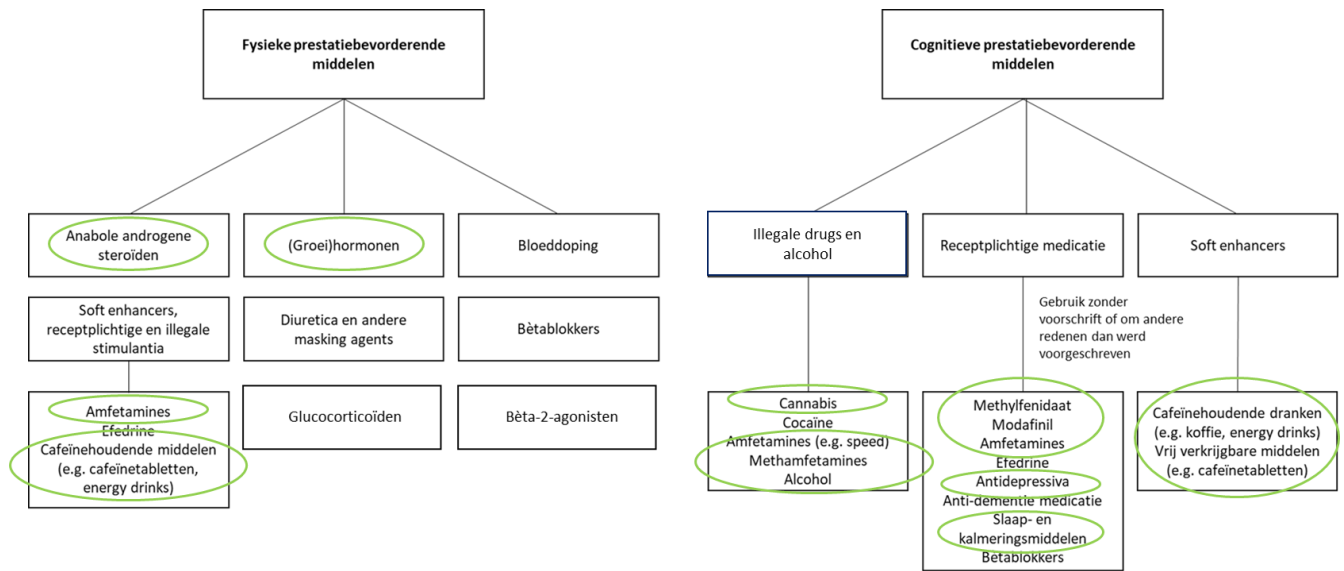 Fysieke prestatiebevorderende
middelen
Anabole androgene
steroïden
(Groei)hormonen
Bloeddoping
Soft enhancers,
receptplichtige en illegale
stimulantia
Diuretica en andere
masking agents
Bètablokkers
Amfetamines
Efedrine
Cafeïnehoudende middelen
(e.g. cafeïnetabletten,
energy drinks)
Glucocorticoïden
Bèta-2-agonisten
Cognitieve prestatiebevorderende
middelen
Illegale drugs en
alcohol
Receptplichtige medicatie
Soft enhancers
Gebruik zonder
voorschrift of om andere
redenen dan werd
voorgeschreven
Cannabis
Cocaïne
Amfetamines (e.g. speed)
Methamfetamines
Alcohol
Methylfenidaat
Modafinil
Amfetamines
Efedrine
Antidepressiva
Anti-dementie medicatie
Slaap- en
kalmeringsmiddelen
Bètablokkers
Cafeïnehoudende dranken
(e.g. koffie, energy drinks)
Vrij verkrijgbare middelen
(e.g. cafeïnetabletten)